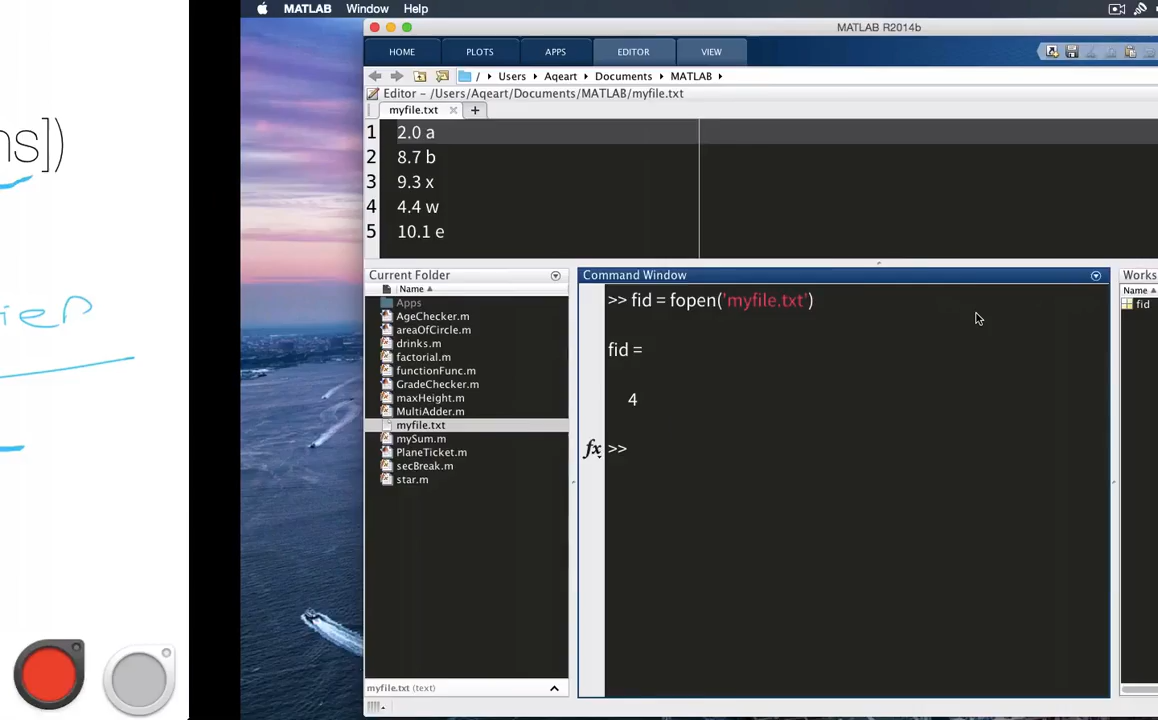 MATLAB Window Help
MATLAB R2014b
HOME PLOTS APPS EDITOR VIEW
/ Users Aqeart Documents MATLAB
Editor - /Users/Aqeart/Documents/MATLAB/myfile.txt
myfile.txt
ns])
1 2.0 a
2 8.7 b
3 9.3 x
4 4.4 w
5 10.1 e
Current Folder
Name
Apps
AgeChecker.m
areaOfCircle.m
drinks.m
factorial.m
functionFunc.m
GradeChecker.m
maxHeight.m
MultiAdder.m
myfile.txt
mySum.m
PlaneTicket.m
secBreak.m
star.m
myfile.txt (text)
Command Window
>> fid = fopen('myfile.txt')
fid =
4
fx >>
Works
Name
fid
ier